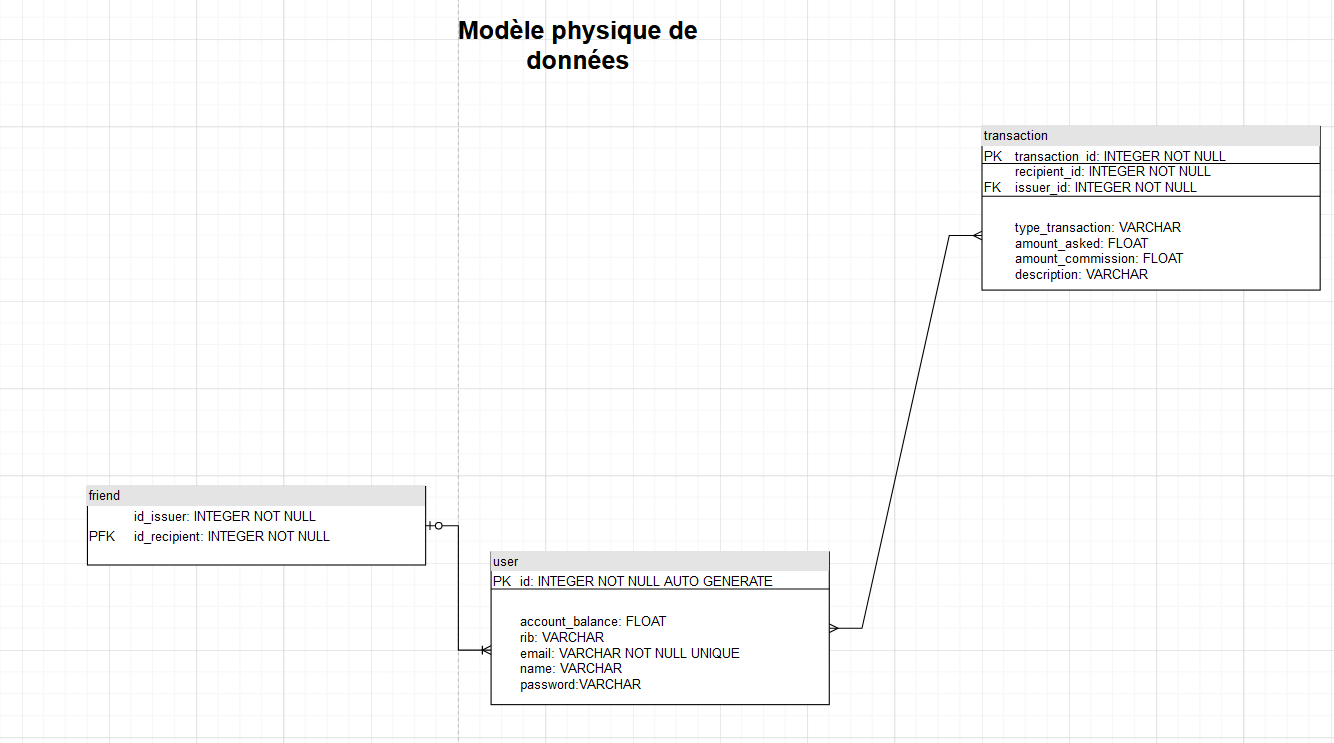 Modèle physique de
données
transaction
PK transaction_id: INTEGER NOT NULL
recipient_id: INTEGER NOT NULL
FK issuer_id: INTEGER NOT NULL
type_transaction: VARCHAR
amount_asked: FLOAT
amount_commission: FLOAT
description: VARCHAR
friend
id_issuer: INTEGER NOT NULL
PFK id_recipient: INTEGER NOT NULL
user
PK id: INTEGER NOT NULL AUTO GENERATE
account_balance: FLOAT
rib: VARCHAR
email: VARCHAR NOT NULL UNIQUE
name: VARCHAR
password:VARCHAR